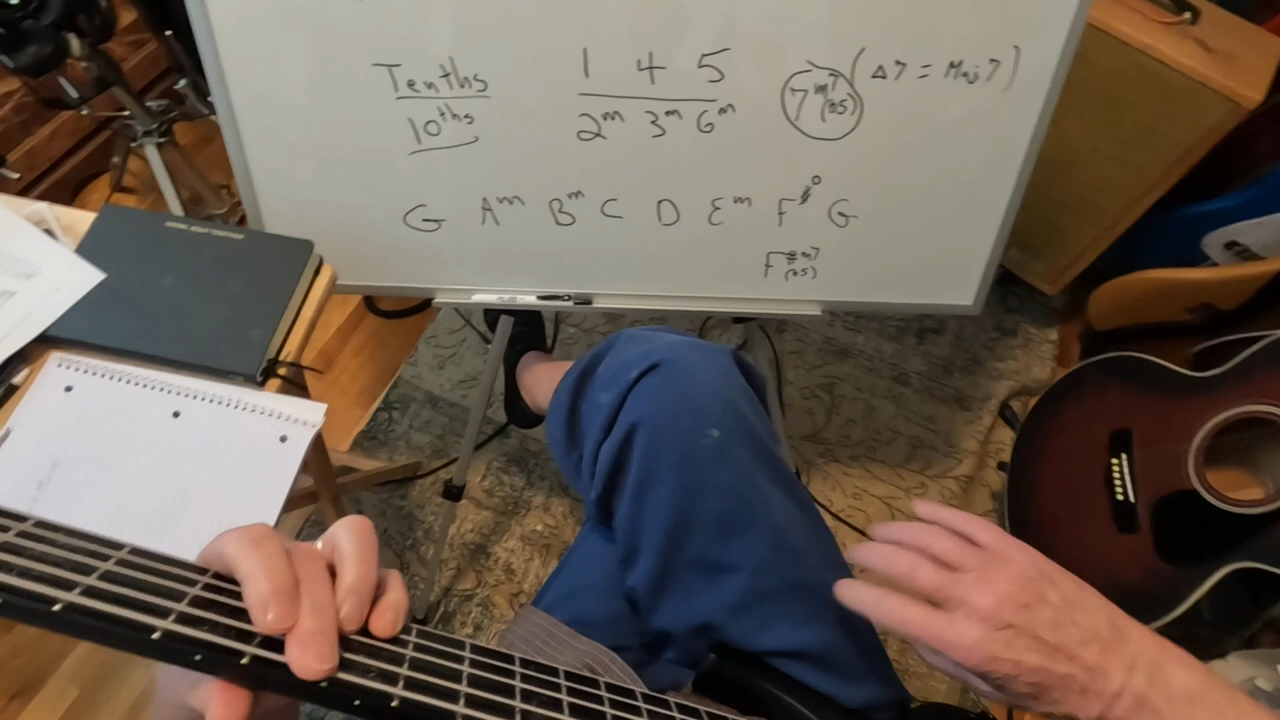 Tenths 1 4 5 (Δ7 = Maj7)
10ths 2m 3m 6m 7m7(b5)
G Am Bm C D Em F#° G
F#m7(b5)